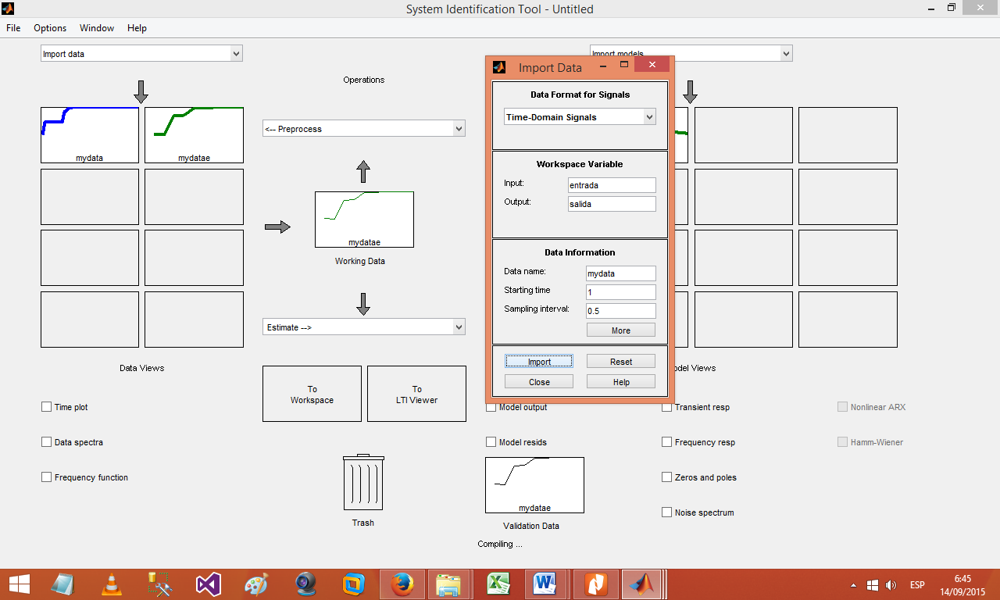 System Identification Tool - Untitled
File Options Window Help
Import data
Operations
mydata
mydatae
<-- Preprocess
mydatae
Working Data
Estimate -->
Data Views
To
Workspace
To
LTI Viewer
Time plot
Data spectra
Frequency function
Trash
Import models
Import Data
Data Format for Signals
Time-Domain Signals
Workspace Variable
Input: entrada
Output: salida
Data Information
Data name: mydata
Starting time 1
Sampling interval: 0.5
More
Import Reset
Close Help
odel Views
Model output
Transient resp
Nonlinear ARX
Model resids
Frequency resp
Hamm-Wiener
Zeros and poles
Noise spectrum
mydatae
Validation Data
Compiling ...
ESP
6:45
14/09/2015